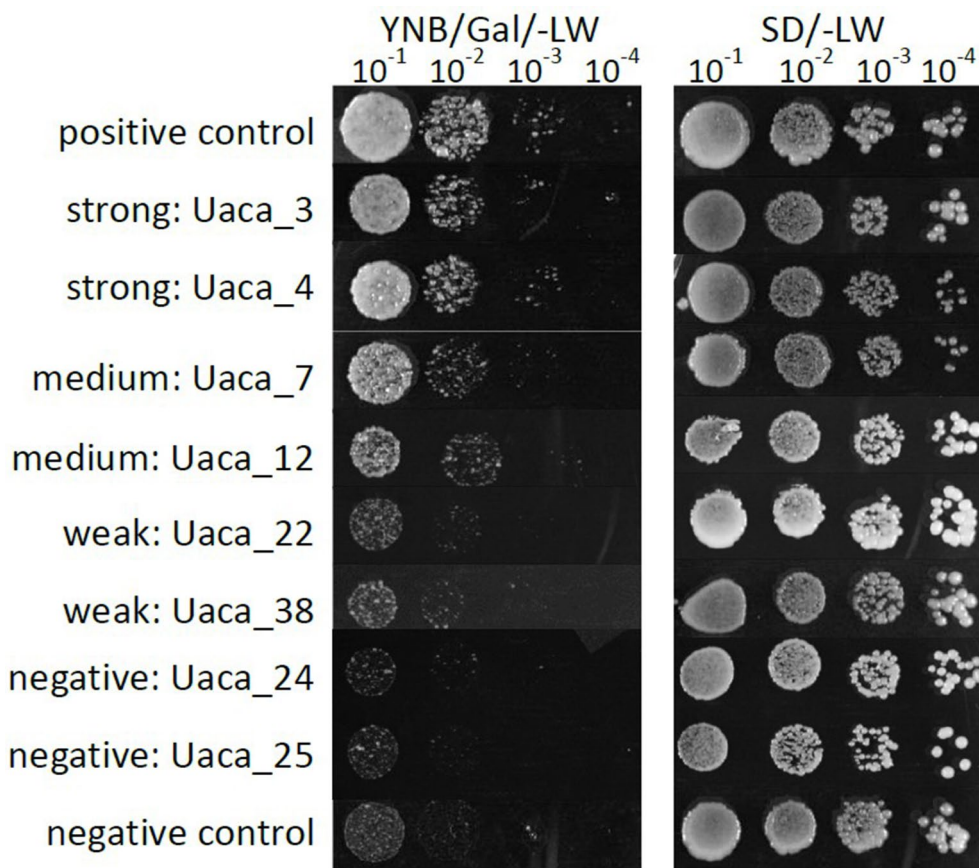 YNB/Gal/-LW SD/-LW
10⁻¹ 10⁻² 10⁻³ 10⁻⁴ 10⁻¹ 10⁻² 10⁻³ 10⁻⁴
positive control
strong: Uaca_3
strong: Uaca_4
medium: Uaca_7
medium: Uaca_12
weak: Uaca_22
weak: Uaca_38
negative: Uaca_24
negative: Uaca_25
negative control